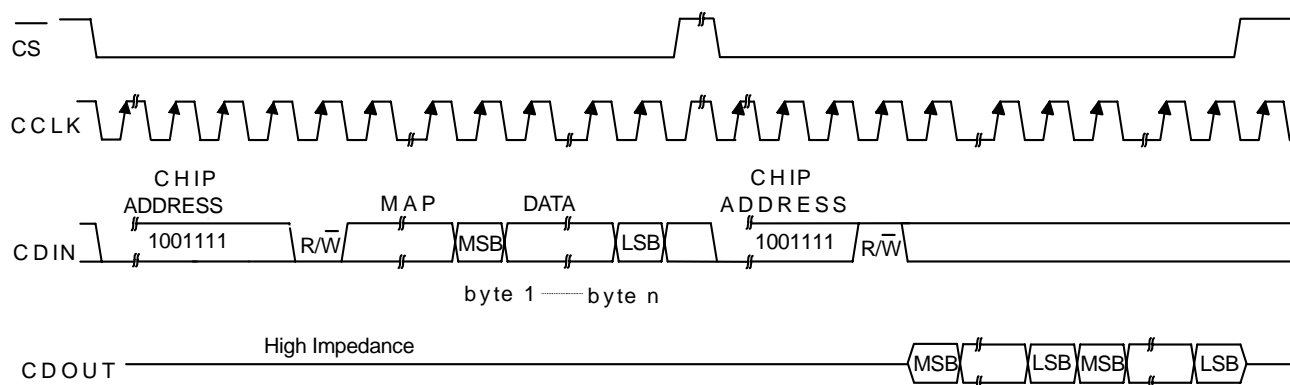 CS
CCLK
CHIP
ADDRESS
MAP
DATA
CHIP
ADDRESS
CDIN
1001111
R/W
MSB
LSB
1001111
R/W
byte 1
byte n
High Impedance
CDOUT
MSB
LSB
MSB
LSB